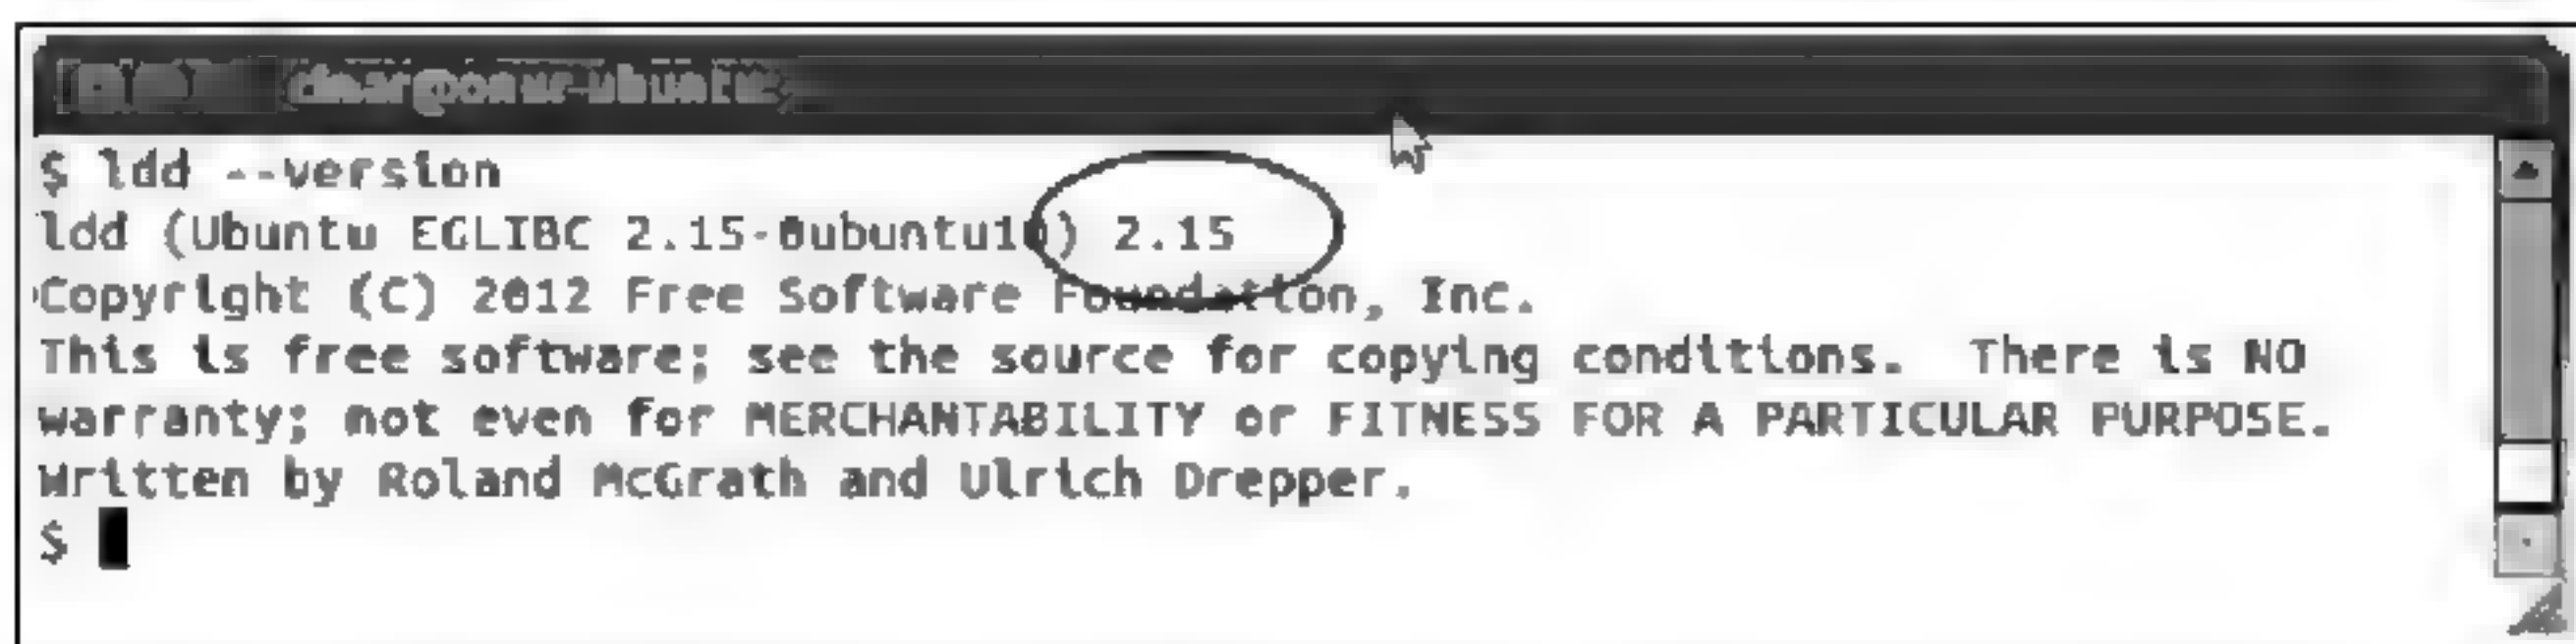 $ ldd --version
ldd (Ubuntu EGLIBC 2.15-0ubuntu10) 2.15
Copyright (C) 2012 Free Software Foundation, Inc.
This is free software; see the source for copying conditions.  There is NO
warranty; not even for MERCHANTABILITY or FITNESS FOR A PARTICULAR PURPOSE.
Written by Roland McGrath and Ulrich Drepper.
$